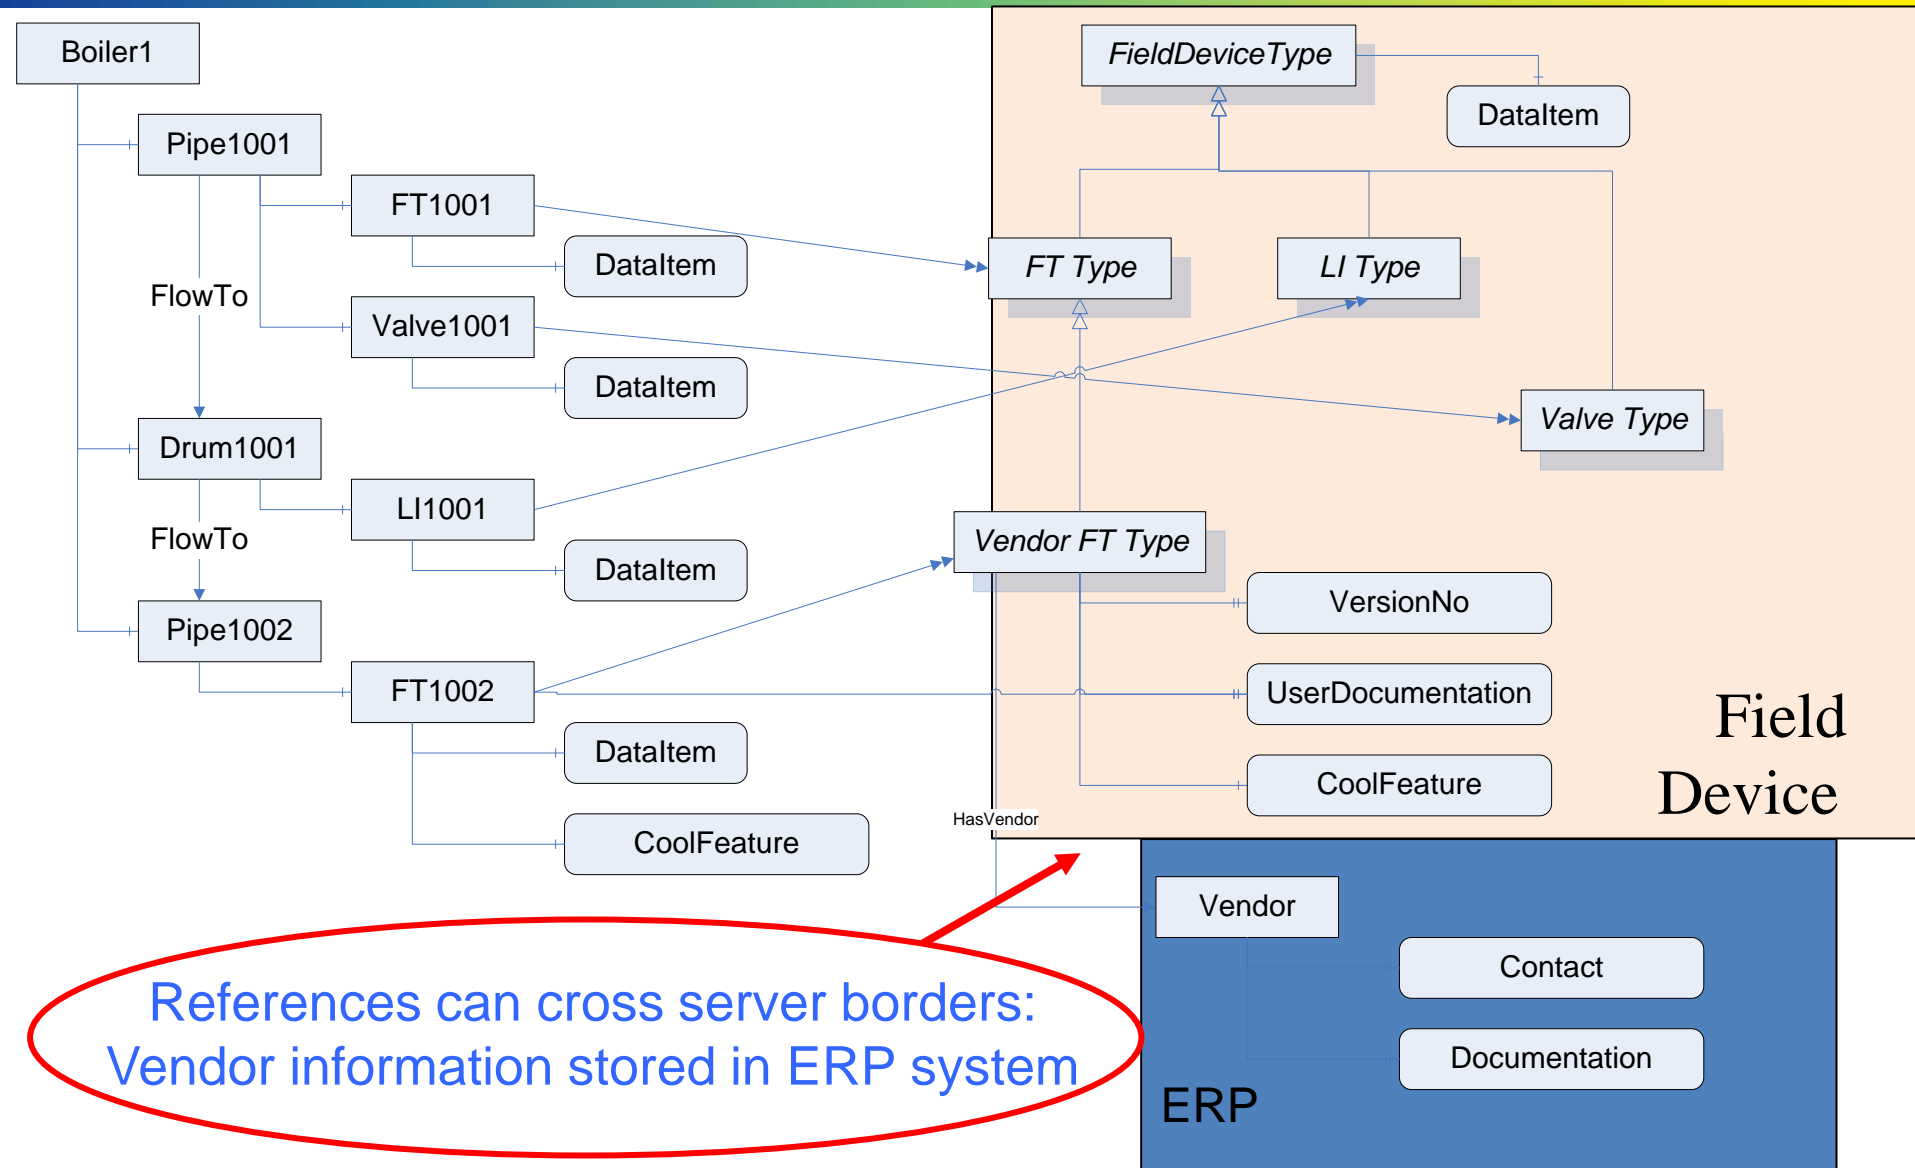 Boiler1
FieldDeviceType
DataItem
Pipe1001
FT1001
FT Type
LI Type
DataItem
FlowTo
Valve1001
DataItem
Valve Type
Drum1001
LI1001
FlowTo
Vendor FT Type
DataItem
VersionNo
Pipe1002
FT1002
UserDocumentation
DataItem
CoolFeature
Field
Device
HasVendor
CoolFeature
Vendor
Contact
References can cross server borders:
Vendor information stored in ERP system
Documentation
ERP